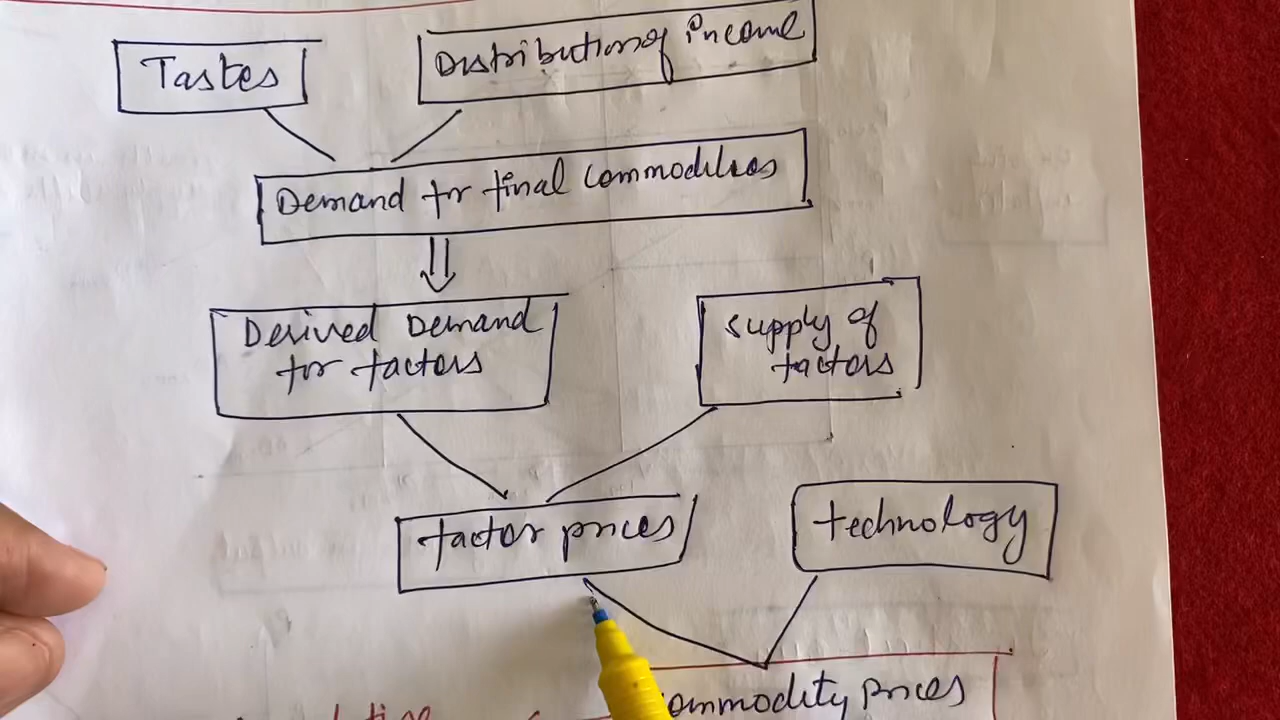 Tastes
Distribution of income
Demand for final commodities
Derived Demand
for factors
supply of
factors
factor prices
technology
ommodity prices